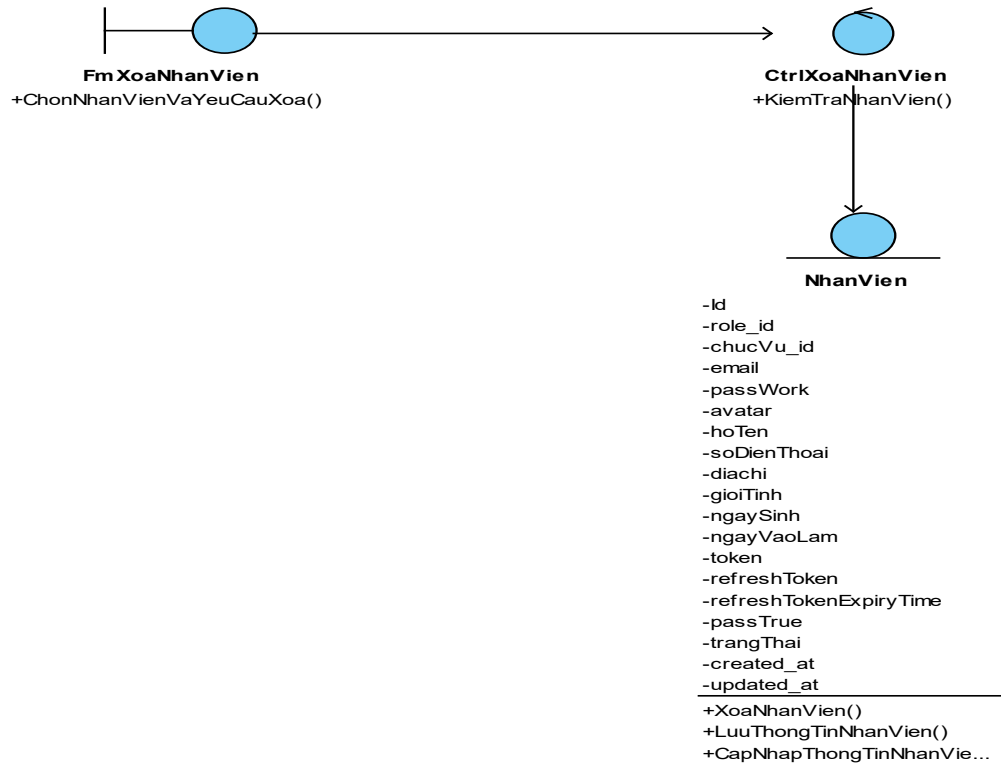 FmXoaNhanVien
+ChonNhanVienVaYeuCauXoa()
CtrlXoaNhanVien
+KiemTraNhanVien()
NhanVien
-Id
-role_id
-chucVu_id
-email
-passWork
-avatar
-hoTen
-soDienThoai
-diachi
-gioiTinh
-ngaySinh
-ngayVaoLam
-token
-refreshToken
-refreshTokenExpiryTime
-passTrue
-trangThai
-created_at
-updated_at
+XoaNhanVien()
+LuuThongTinNhanVien()
+CapNhapThongTinNhanVie...